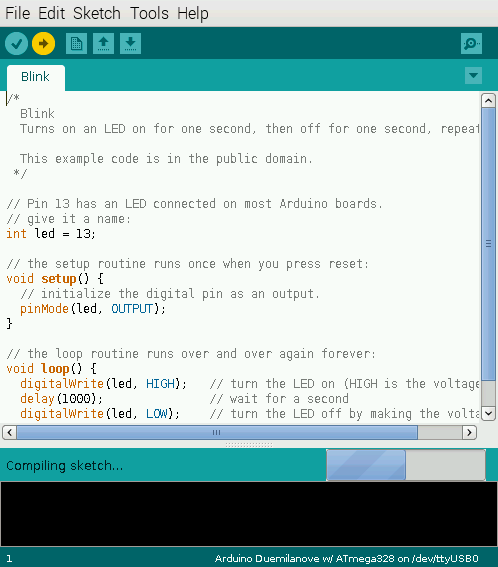 File Edit Sketch Tools Help
Blink
/*
Blink
Turns on an LED on for one second, then off for one second, repeat
This example code is in the public domain.
*/
// Pin 13 has an LED connected on most Arduino boards.
// give it a name:
int led = 13;
// the setup routine runs once when you press reset:
void setup() {
// initialize the digital pin as an output.
pinMode(led, OUTPUT);
}
// the loop routine runs over and over again forever:
void loop() {
digitalWrite(led, HIGH);   // turn the LED on (HIGH is the voltage
delay(1000);               // wait for a second
digitalWrite(led, LOW);    // turn the LED off by making the volta
Compiling sketch...
1
Arduino Duemilanove w/ ATmega328 on /dev/ttyUSB0